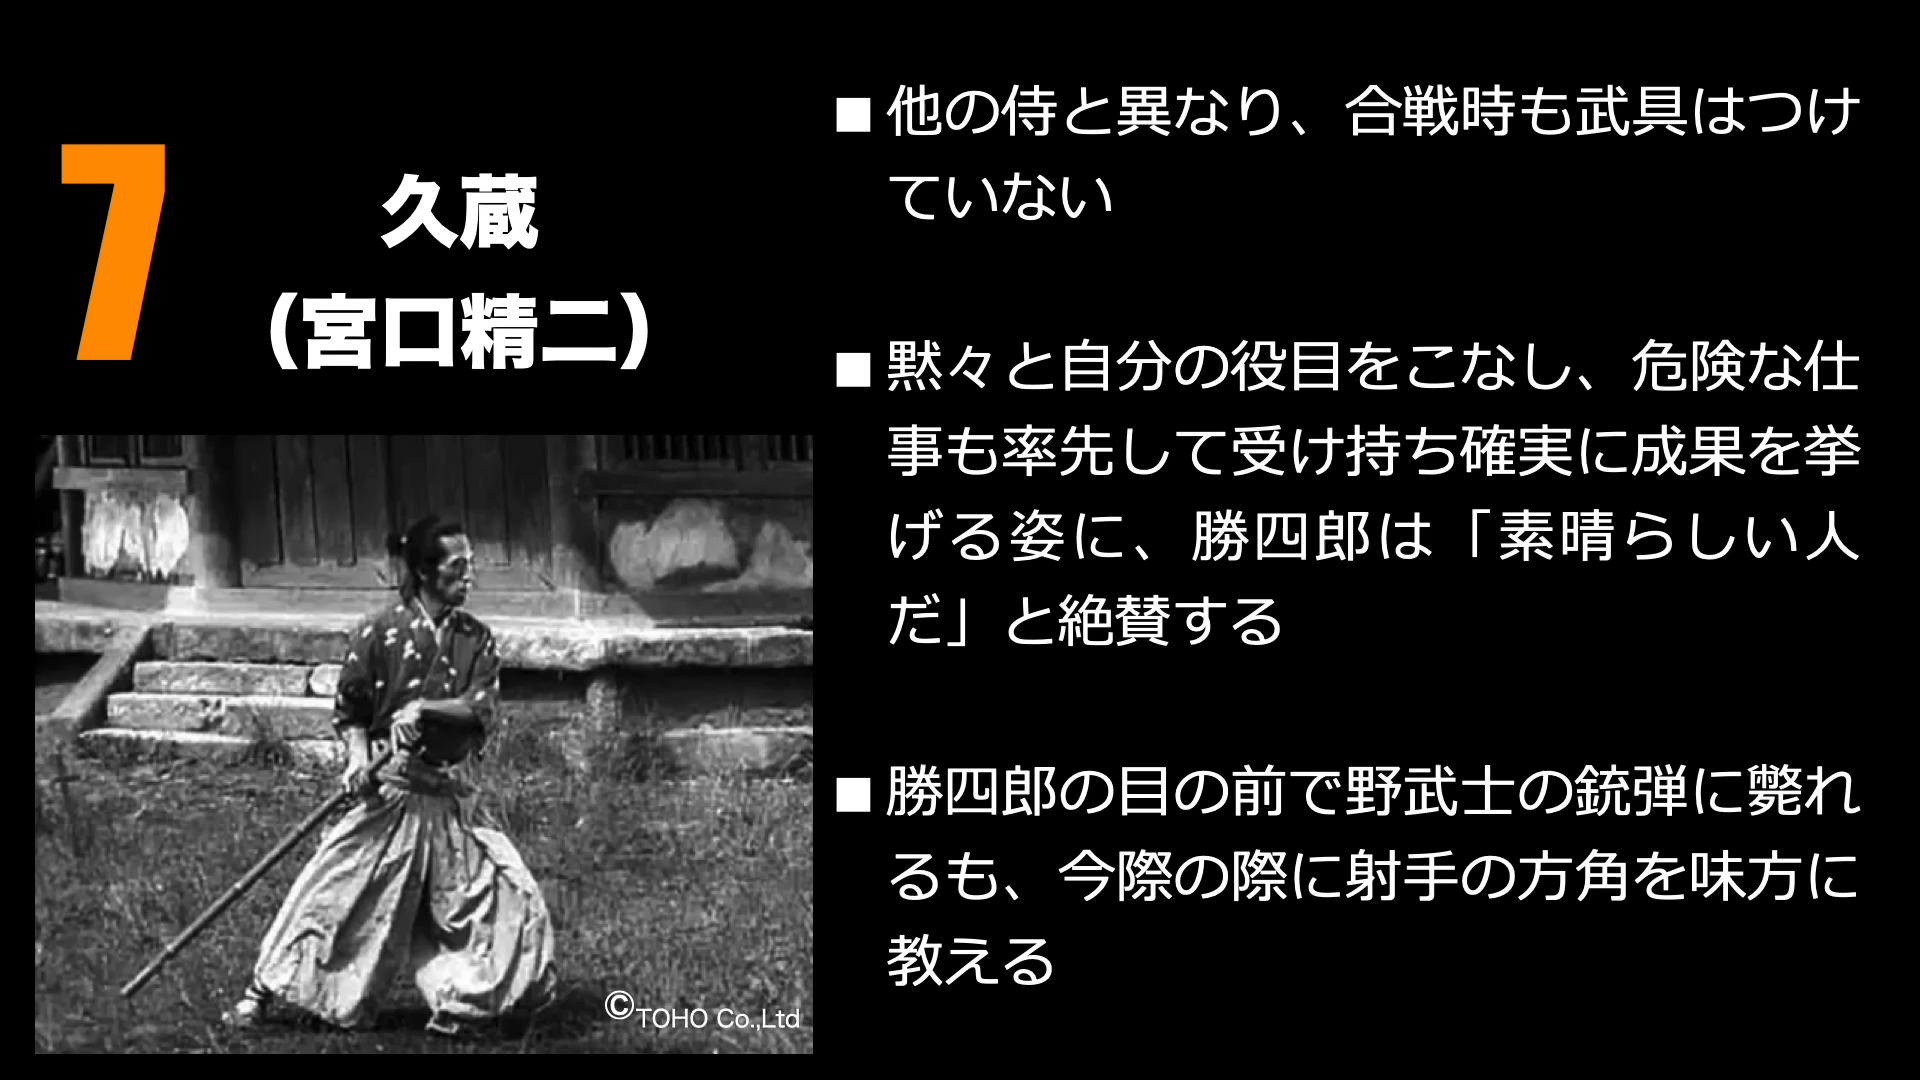 7
久蔵
（宮口精二）
■他の侍と異なり、合戦時も武具はつけ
ていない
■黙々と自分の役目をこなし、危険な仕
事も率先して受け持ち確実に成果を挙
げる姿に、勝四郎は「素晴らしい人
だ」と絶賛する
■勝四郎の目の前で野武士の銃弾に斃れ
るも、今際の際に射手の方角を味方に
教える
©TOHO Co.,Ltd